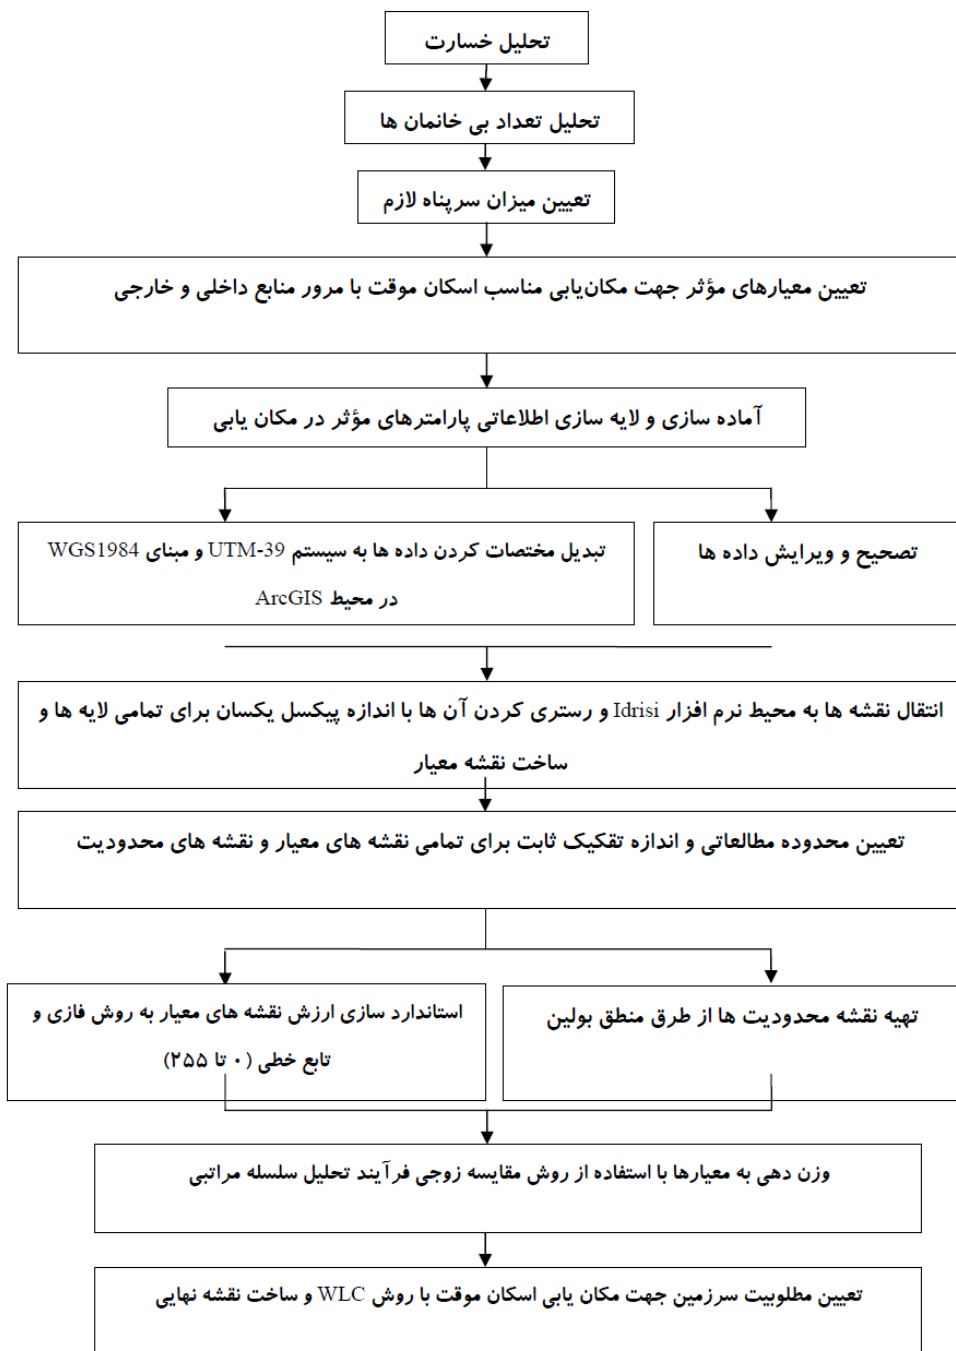 تحلیل خسارت
تحلیل تعداد بی خانمان ها
تعیین میزان سرپناه لازم
تعیین معیارهای مؤثر جهت مکان‌یابی مناسب اسکان موقت با مرور منابع داخلی و خارجی
آماده سازی و لایه سازی اطلاعاتی پارامترهای مؤثر در مکان یابی
تصحیح و ویرایش داده ها
تبدیل مختصات کردن داده ها به سیستم UTM-39 و مبنای WGS1984
در محیط ArcGIS
انتقال نقشه ها به محیط نرم افزار Idrisi و رستری کردن آن ها با اندازه پیکسل یکسان برای تمامی لایه ها و
ساخت نقشه معیار
تعیین محدوده مطالعاتی و اندازه تقکیک ثابت برای تمامی نقشه های معیار و نقشه های محدودیت
تهیه نقشه محدودیت ها از طرق منطق بولین
استاندارد سازی ارزش نقشه های معیار به روش فازی و
تابع خطی (۰ تا ۲۵۵)
وزن دهی به معیارها با استفاده از روش مقایسه زوجی فرآیند تحلیل سلسله مراتبی
تعیین مطلوبیت سرزمین جهت مکان یابی اسکان موقت با روش WLC و ساخت نقشه نهایی